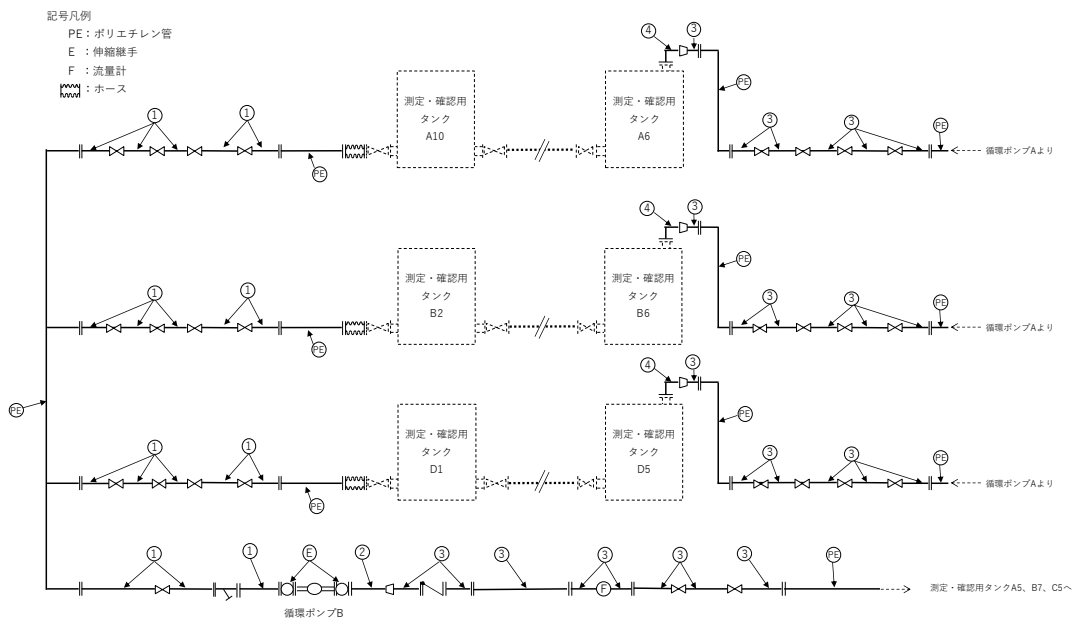 記号凡例
PE：ポリエチレン管
E ：伸縮継手
F ：流量計
：ホース
4 3
PE
測定・確認用
タンク
A10
測定・確認用
タンク
A6
1 1 3 3 PE
循環ポンプAより
PE
4 3
PE
測定・確認用
タンク
B2
測定・確認用
タンク
B6
1 1 3 3 PE
循環ポンプAより
PE
4 3
PE
PE
測定・確認用
タンク
D1
測定・確認用
タンク
D5
1 1 3 3 PE
循環ポンプAより
PE
1 1 E 2 3 3 3 3 3 PE
F
測定・確認用タンクA5、B7、C5へ
循環ポンプB